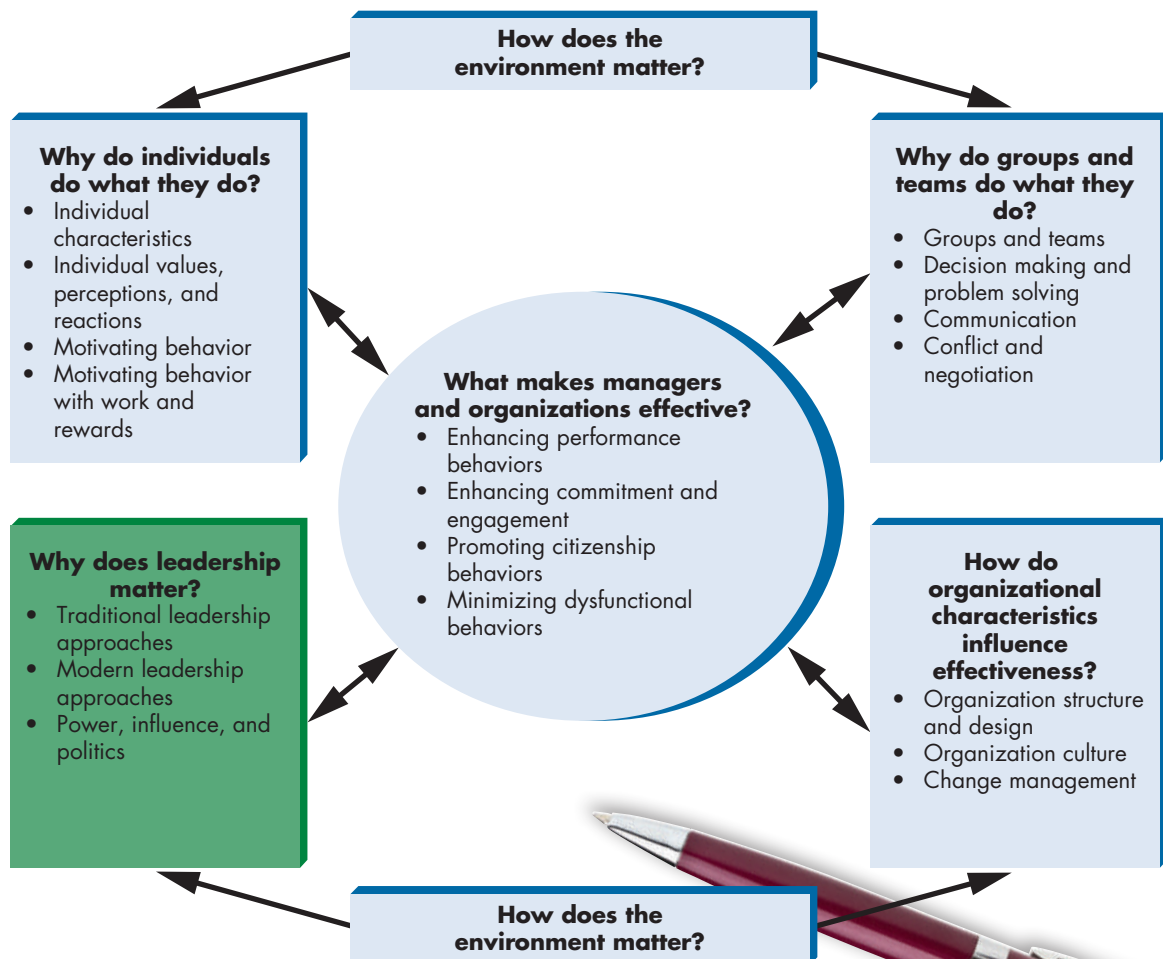 How does the
environment matter?
Why do individuals
do what they do?
• Individual
characteristics
• Individual values,
perceptions, and
reactions
• Motivating behavior
• Motivating behavior
with work and
rewards
Why do groups and
teams do what they
do?
• Groups and teams
• Decision making and
problem solving
• Communication
• Conflict and
negotiation
What makes managers
and organizations effective?
• Enhancing performance
behaviors
• Enhancing commitment and
engagement
• Promoting citizenship
behaviors
• Minimizing dysfunctional
behaviors
Why does leadership
matter?
• Traditional leadership
approaches
• Modern leadership
approaches
• Power, influence, and
politics
How do
organizational
characteristics
influence
effectiveness?
• Organization structure
and design
• Organization culture
• Change management
How does the
environment matter?